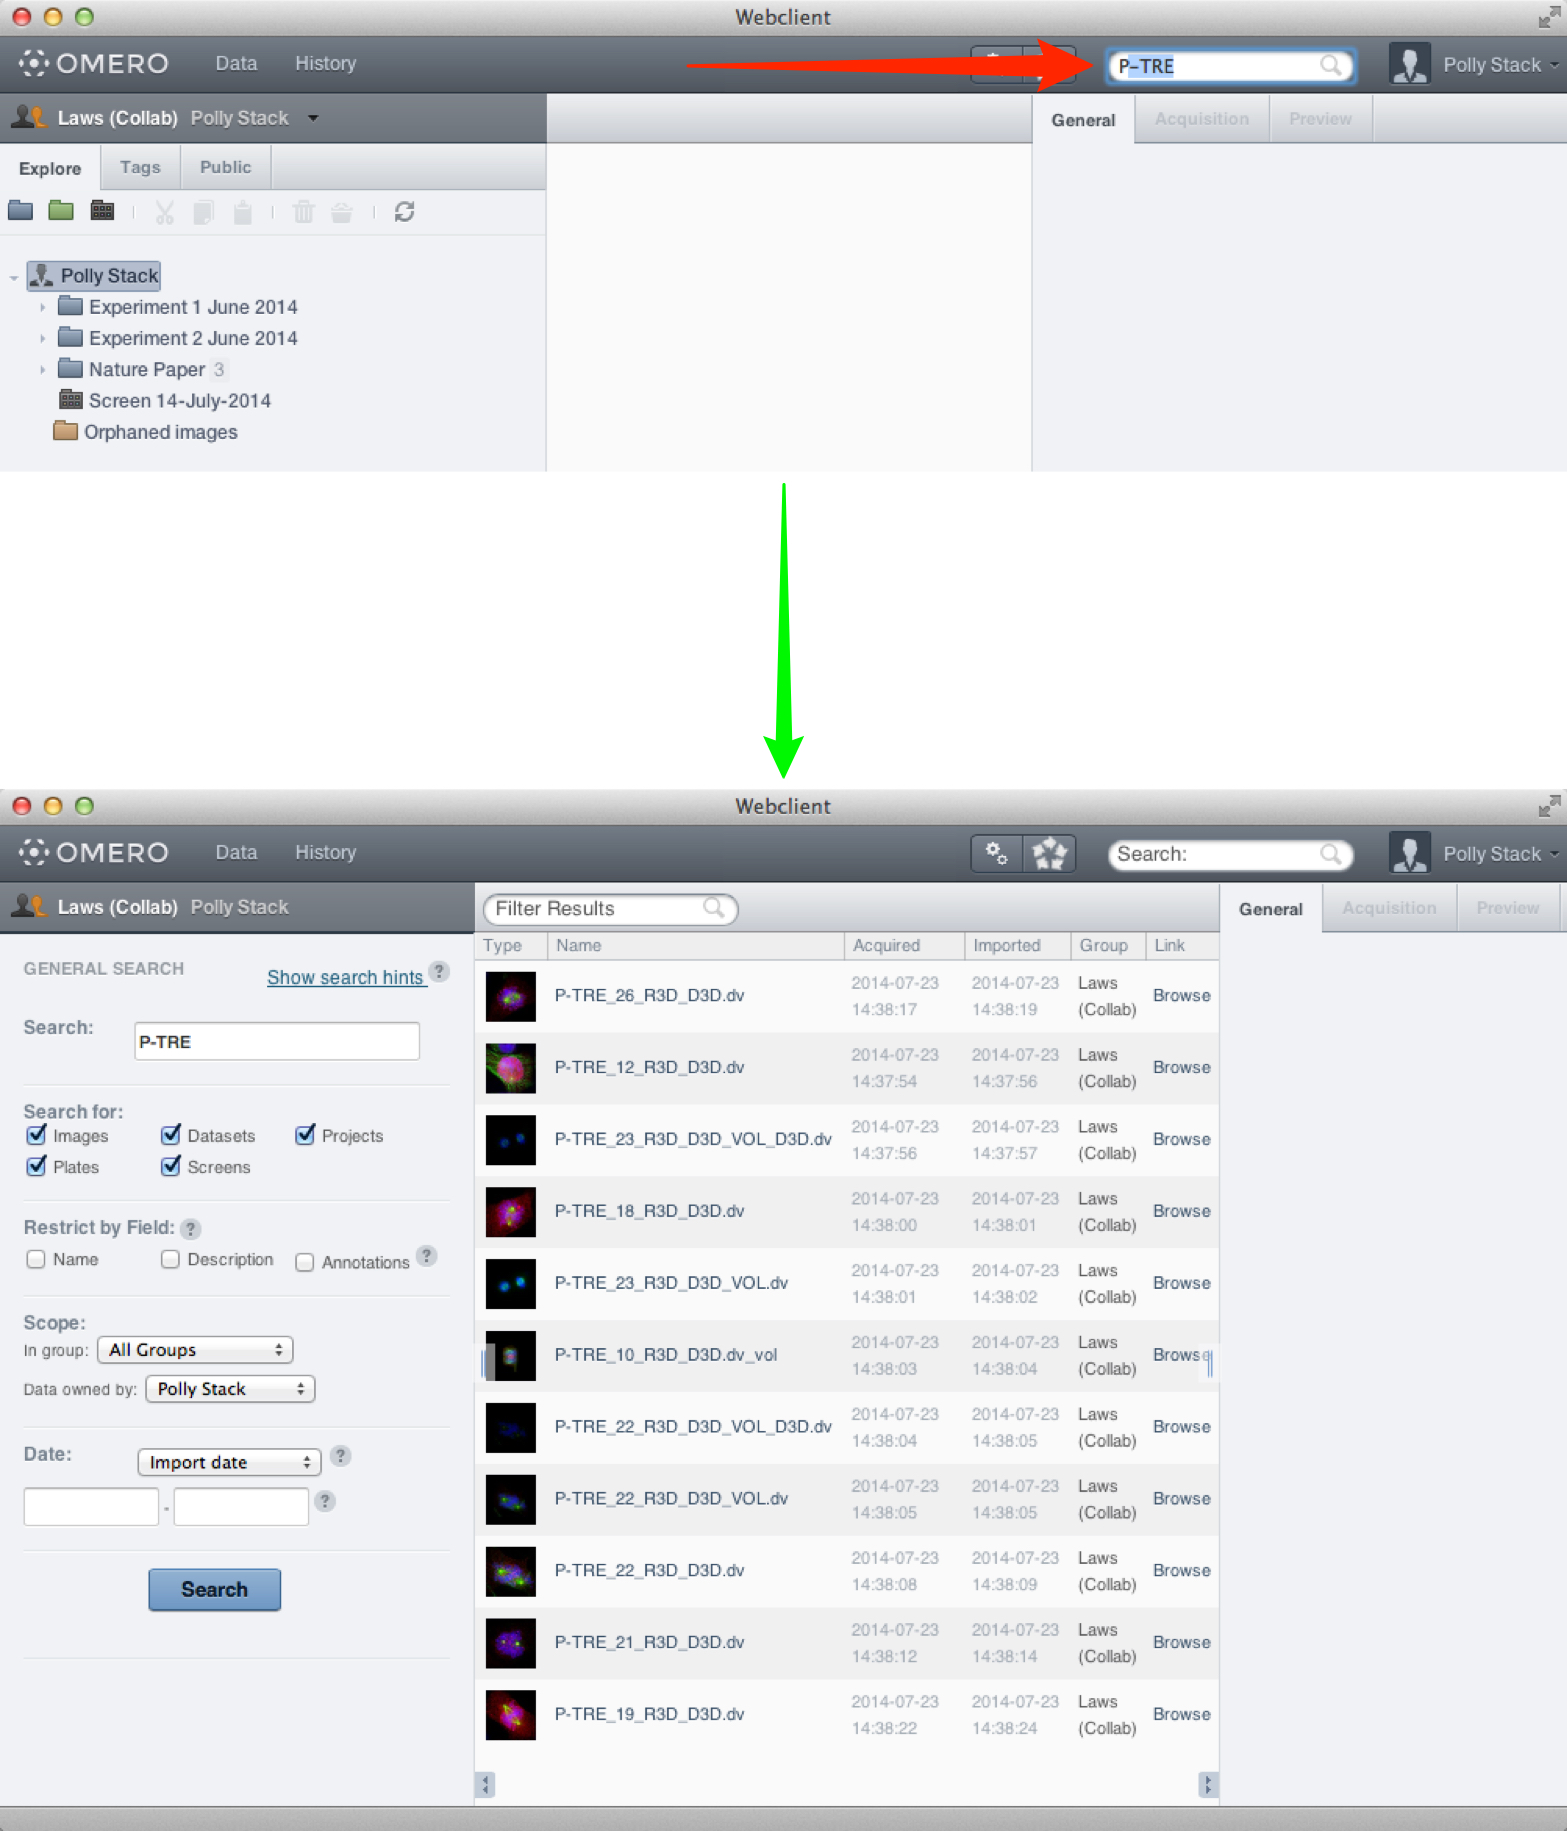 Webclient
OMERO Data History P-TRE Polly Stack
Laws (Collab) Polly Stack
General Acquisition Preview
Explore Tags Public
Polly Stack
Experiment 1 June 2014
Experiment 2 June 2014
Nature Paper 3
Screen 14-July-2014
Orphaned images
Webclient
OMERO Data History Search: Polly Stack
Laws (Collab) Polly Stack
GENERAL SEARCH Show search hints ?
Search: P-TRE
Search for:
Images Datasets Projects
Plates Screens
Restrict by Field: ?
Name Description Annotations ?
Scope:
In group: All Groups
Data owned by: Polly Stack
Date: Import date ?
- ?
Search
Filter Results
Type Name Acquired Imported Group Link
P-TRE_26_R3D_D3D.dv 2014-07-23 14:38:17 2014-07-23 14:38:19 Laws (Collab) Browse
P-TRE_12_R3D_D3D.dv 2014-07-23 14:37:54 2014-07-23 14:37:56 Laws (Collab) Browse
P-TRE_23_R3D_D3D_VOL_D3D.dv 2014-07-23 14:37:56 2014-07-23 14:37:57 Laws (Collab) Browse
P-TRE_18_R3D_D3D.dv 2014-07-23 14:38:00 2014-07-23 14:38:01 Laws (Collab) Browse
P-TRE_23_R3D_D3D_VOL.dv 2014-07-23 14:38:01 2014-07-23 14:38:02 Laws (Collab) Browse
P-TRE_10_R3D_D3D.dv_vol 2014-07-23 14:38:03 2014-07-23 14:38:04 Laws (Collab) Browse
P-TRE_22_R3D_D3D_VOL_D3D.dv 2014-07-23 14:38:04 2014-07-23 14:38:05 Laws (Collab) Browse
P-TRE_22_R3D_D3D_VOL.dv 2014-07-23 14:38:05 2014-07-23 14:38:05 Laws (Collab) Browse
P-TRE_22_R3D_D3D.dv 2014-07-23 14:38:08 2014-07-23 14:38:09 Laws (Collab) Browse
P-TRE_21_R3D_D3D.dv 2014-07-23 14:38:12 2014-07-23 14:38:14 Laws (Collab) Browse
P-TRE_19_R3D_D3D.dv 2014-07-23 14:38:22 2014-07-23 14:38:24 Laws (Collab) Browse
General Acquisition Preview